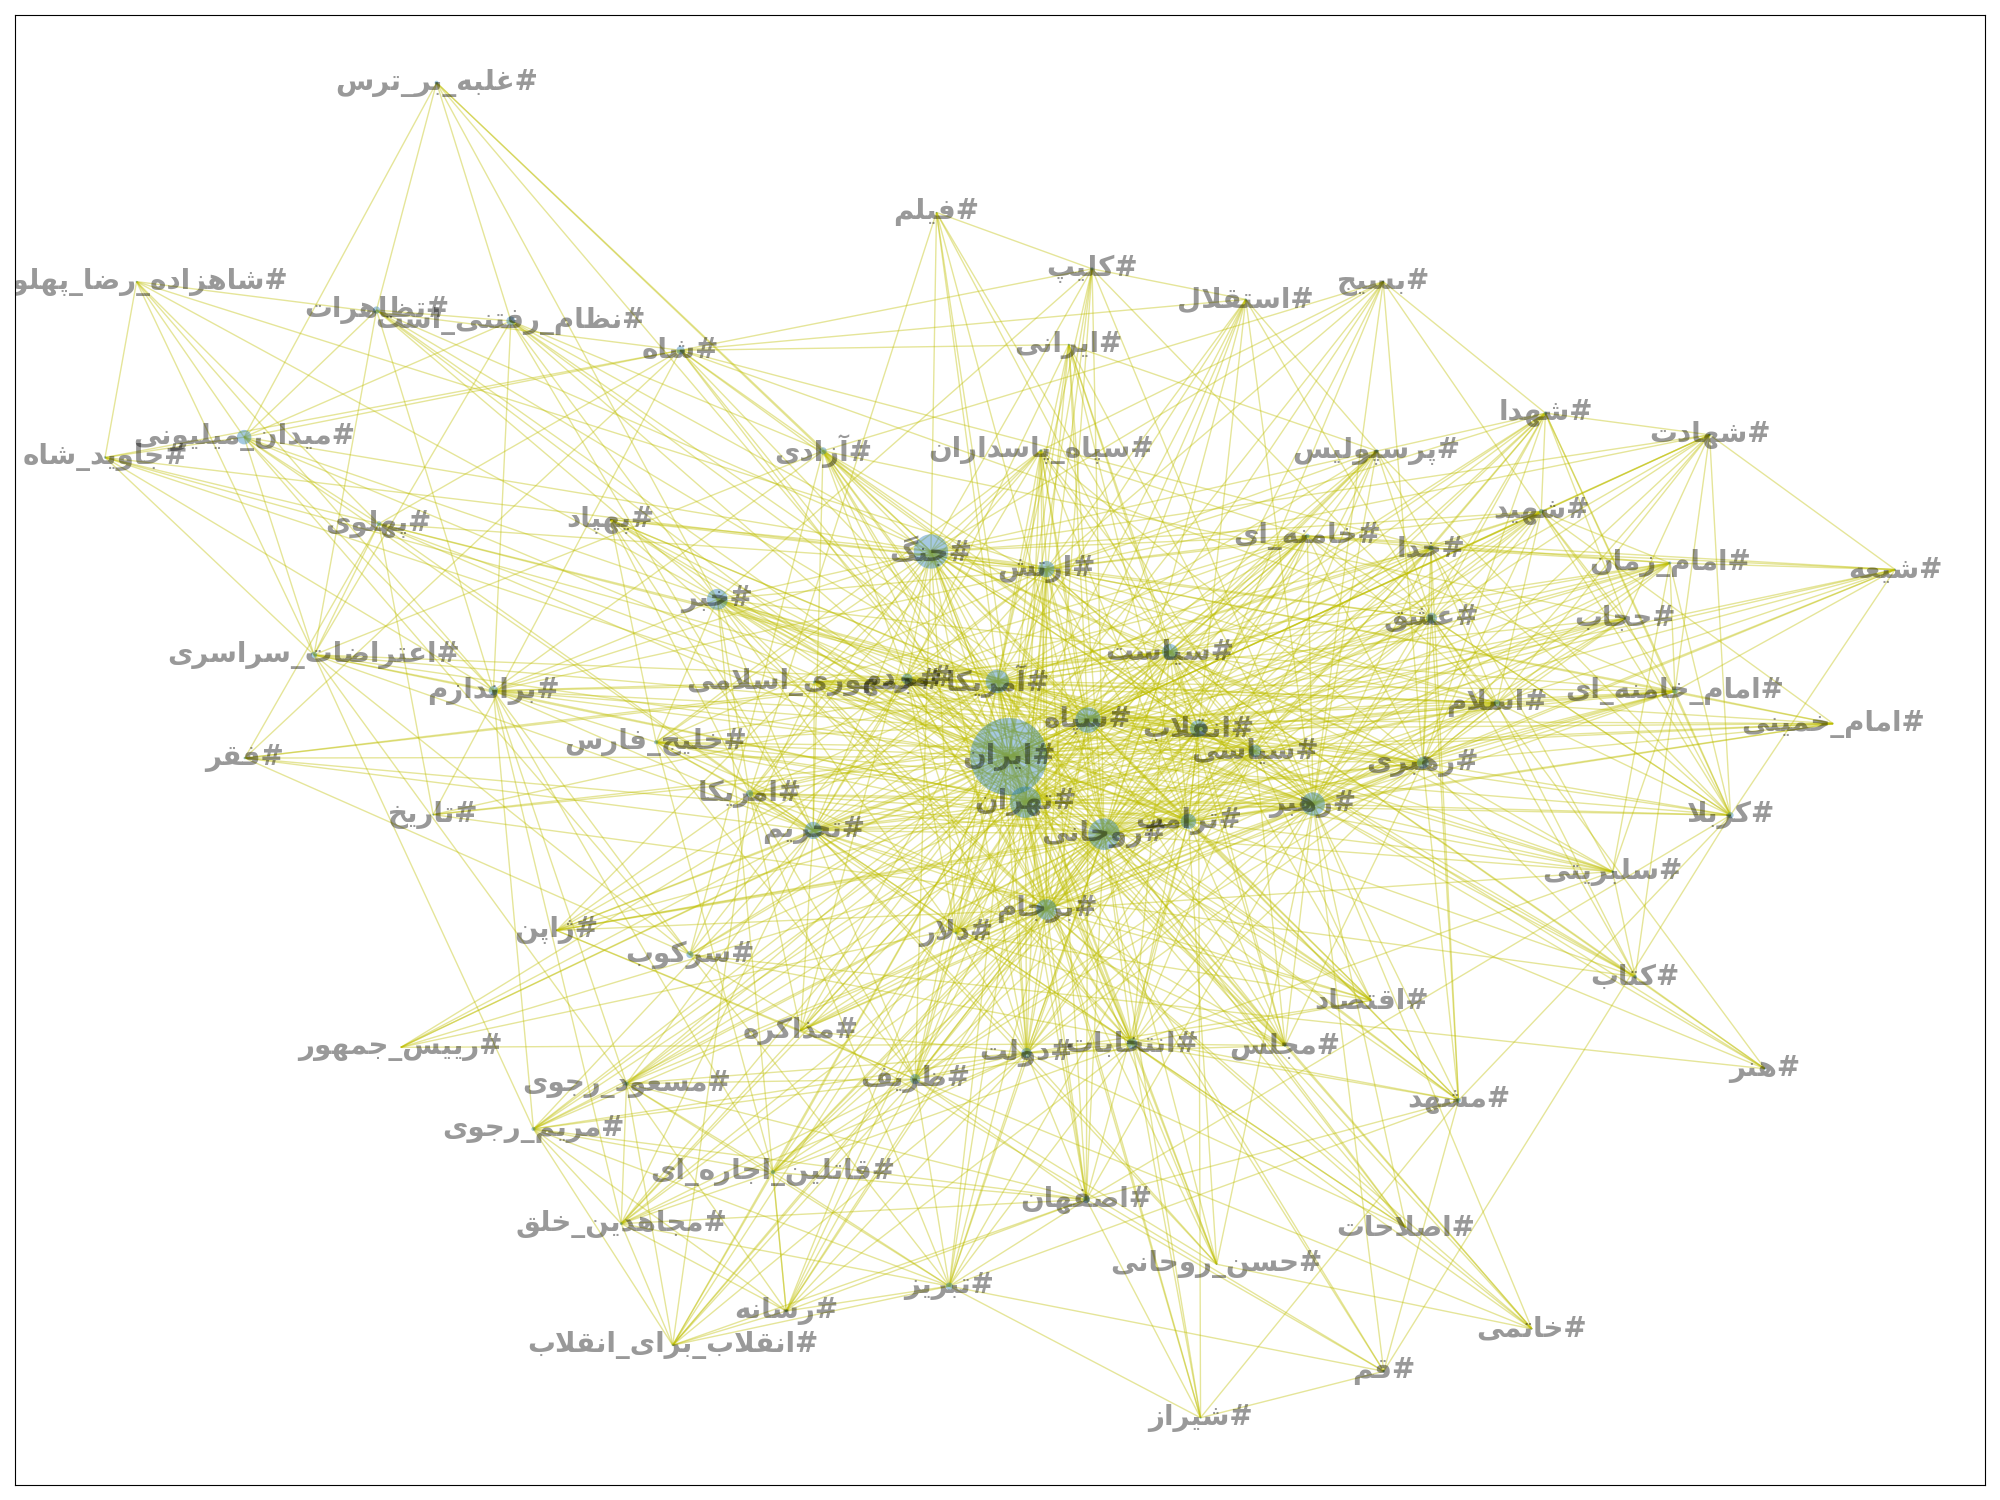 #غلبه_بر_ترس
#فیلم
#کلیپ
#شاهزاده_رضا_پهلو
#بسیج
#استقلال
#تظاهرات
#نظام_رفتنی_است
#ایرانی
#شاه
#شهدا
#شهادت
#میدان_میلیونی
#جاوید_شاه
#آزادی
#سپاه_پاسداران
#پرسپولیس
#شهید
#پهلوی
#پهپاد
#خامنه_ای
#خدا
#جنگ
#ارتش
#امام_زمان
#شیعه
#خبر
#عشق
#حجاب
#سیاست
#اعتراضات_سراسری
#جمهوری_اسلامی
#مردم
#آمریکا
#براندازم
#امام_خامنه_ای
#اسلام
#سپاه
#امام_خمینی
#انقلاب
#خلیج_فارس
#سیاسی
#فقر
#ایران
#رهبری
#امریکا
#تهران
#رهبر
#تاریخ
#کربلا
#ترامپ
#تحریم
#روحانی
#سلبریتی
#برجام
#ژاپن
#دلار
#سرکوب
#کتاب
#اقتصاد
#مذاکره
#رییس_جمهور
#دولت
#انتخابات
#مجلس
#هنر
#ظریف
#مسعود_رجوی
#مشهد
#مریم_رجوی
#قاتلین_اجاره_ای
#اصفهان
#مجاهدین_خلق
#اصلاحات
#حسن_روحانی
#تبریز
#رسانه
#خاتمی
#انقلاب_برای_انقلاب
#قم
#شیراز